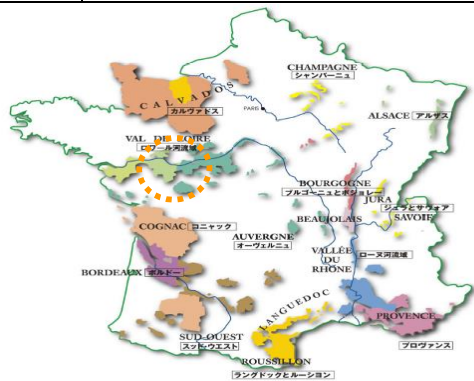 CHAMPAGNE
シャンパーニュ
CALVADOS
カルヴァドス
PARIS
ALSACE アルザス
VAL DE LOIRE
ロワール河流域
BOURGOGNE
ブルゴーニュとボジョレー
JURA
ジュラとサヴォア
SAVOIE
BEAUJOLAIS
COGNAC コニャック
AUVERGNE
オーヴェルニュ
VALLÉE
DU
RHÔNE
ローヌ河流域
BORDEAUX ボルドー
LANGUEDOC
PROVENCE
プロヴァンス
SUD-OUEST
スッド・ウエスト
ROUSSILLON
ラングドックとルーション